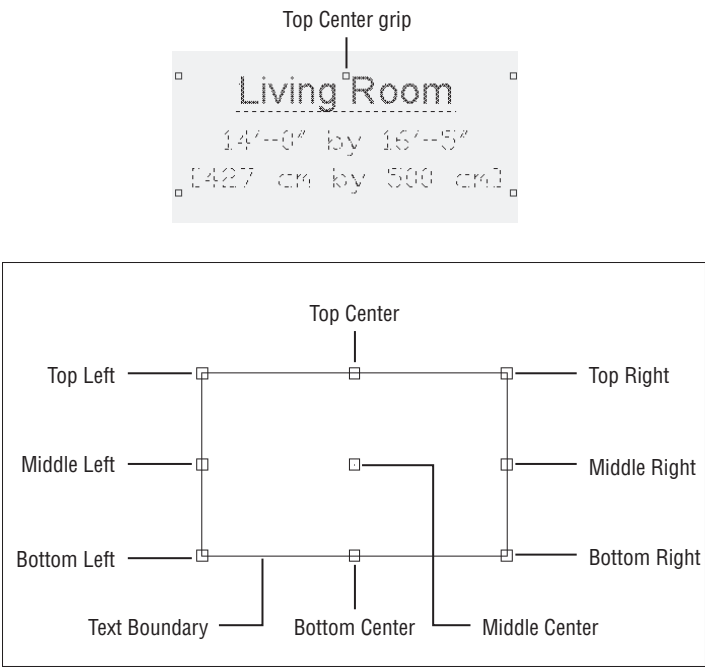 Top Center grip
Living Room
14′-0″ by 16′-5″
[427 cm by 500 cm]
Top Center
Top Left
Top Right
Middle Left
Middle Right
Bottom Left
Bottom Right
Text Boundary
Bottom Center
Middle Center